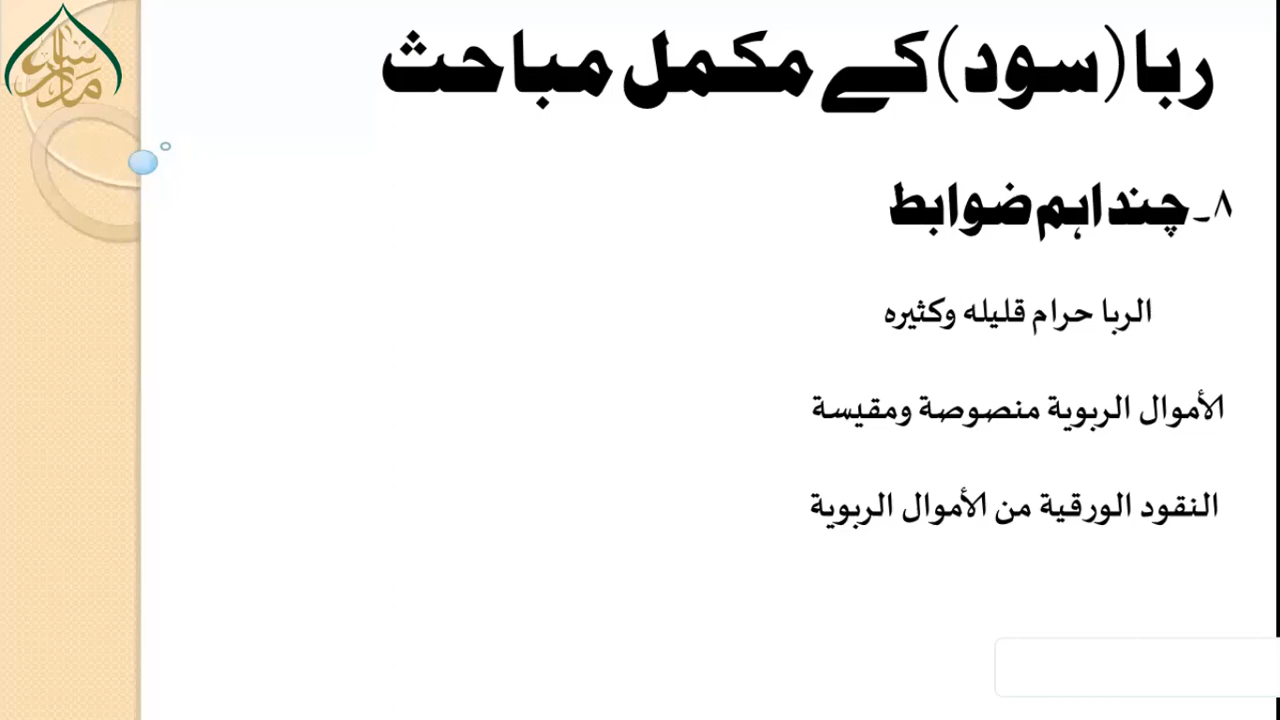 ربا(سود)کے مکمل مباحث
۸۔چند اہم ضوابط
الربا حرام قليله وكثيره
الأموال الربوية منصوصة ومقيسة
النقود الورقية من الأموال الربوية